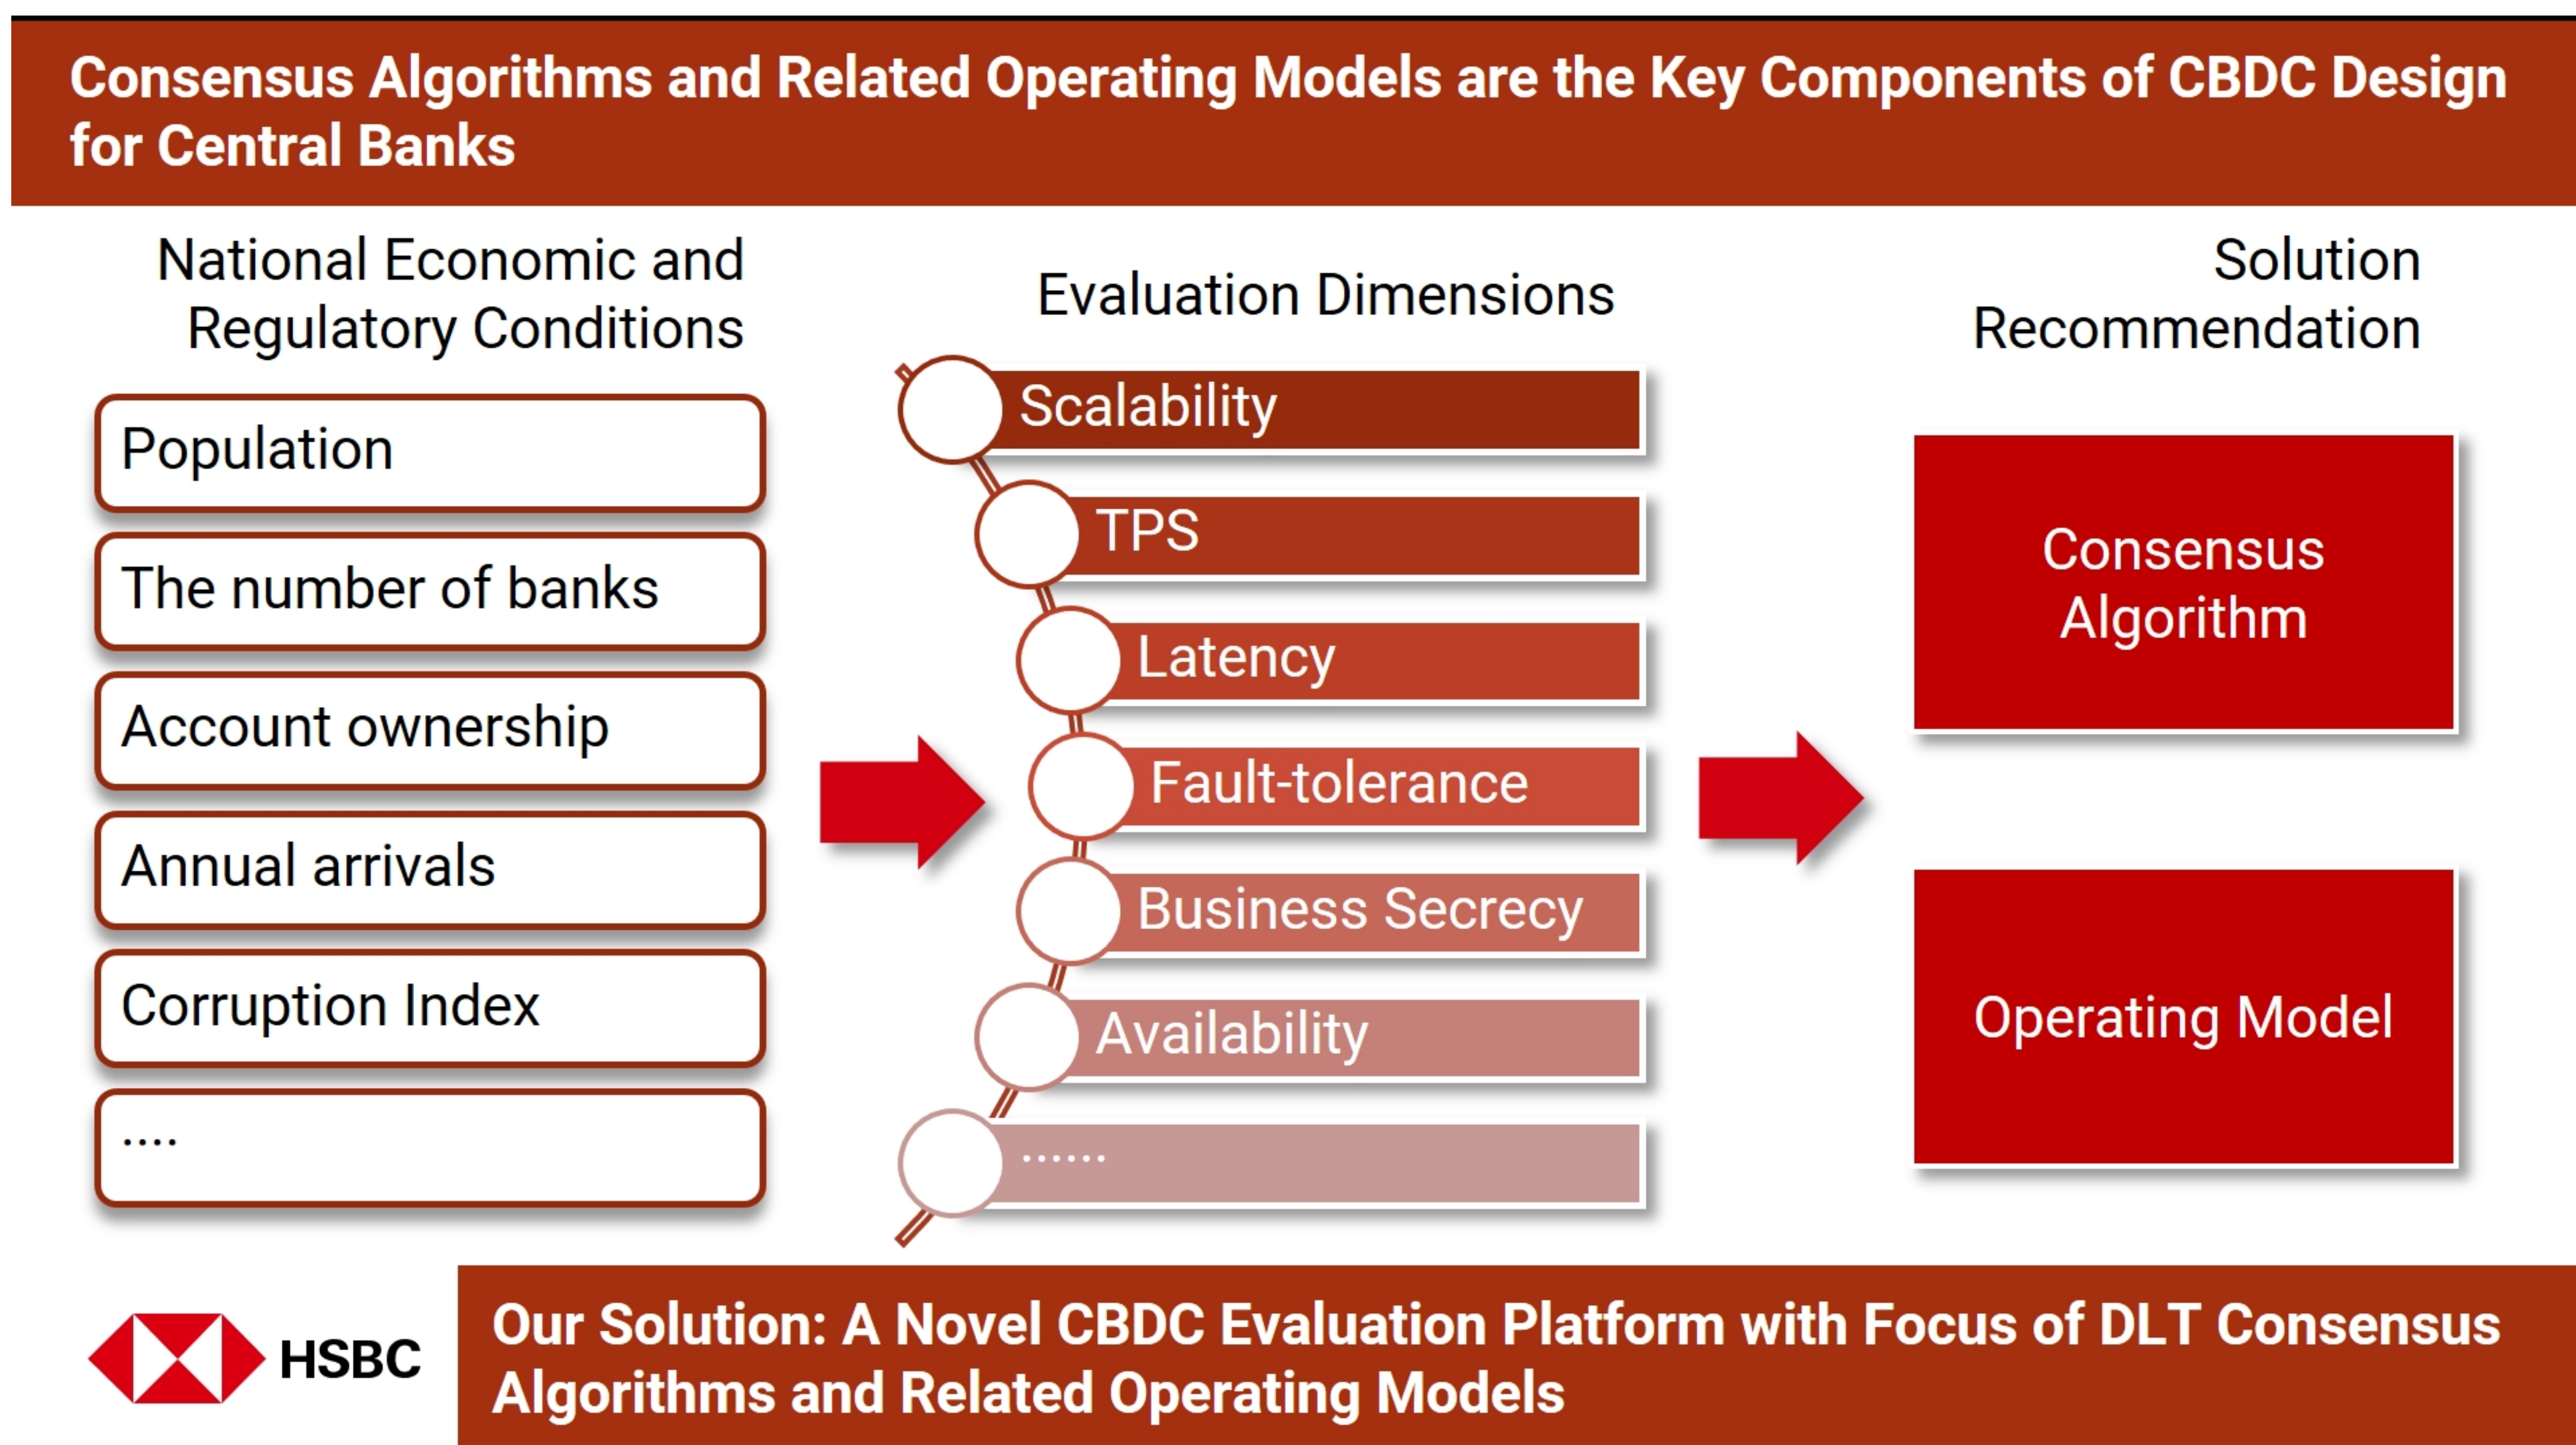 Consensus Algorithms and Related Operating Models are the Key Components of CBDC Design
for Central Banks
National Economic and
Regulatory Conditions
Population
The number of banks
Account ownership
Annual arrivals
Corruption Index
....
Evaluation Dimensions
Scalability
TPS
Latency
Fault-tolerance
Business Secrecy
Availability
......
Solution
Recommendation
Consensus
Algorithm
Operating Model
HSBC
Our Solution: A Novel CBDC Evaluation Platform with Focus of DLT Consensus
Algorithms and Related Operating Models